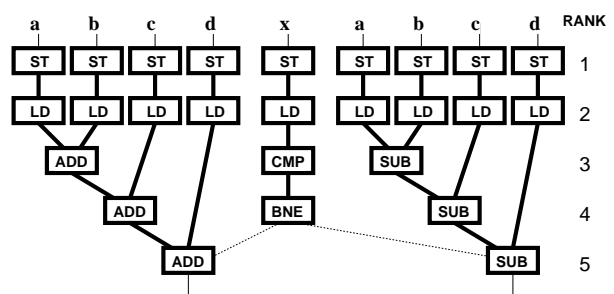 a b c d x a b c d RANK
ST ST ST ST ST ST ST ST ST 1
LD LD LD LD LD LD LD LD LD 2
ADD CMP SUB 3
ADD BNE SUB 4
ADD SUB 5